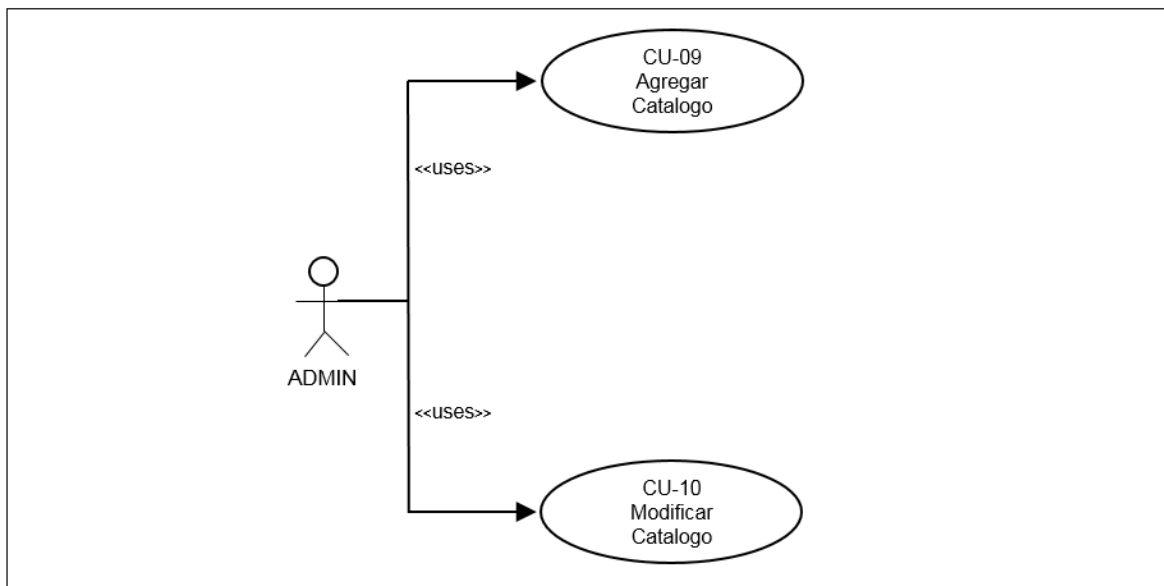 CU-09
Agregar
Catalogo
<<uses>>
ADMIN
<<uses>>
CU-10
Modificar
Catalogo